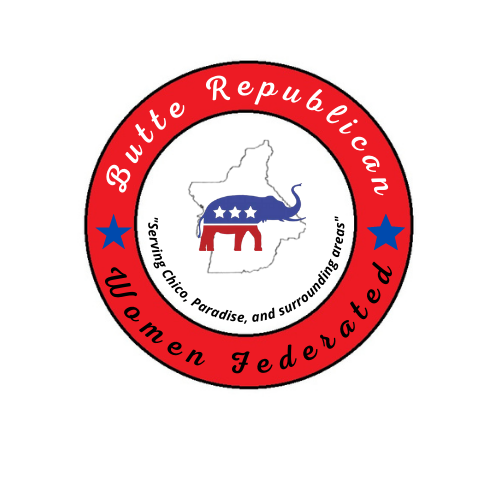 Butte Republican
"Serving Chico, Paradise, and surrounding areas"
Women Federated